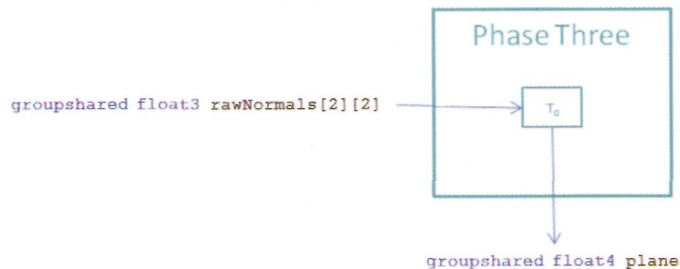 Phase Three
groupshared float3 rawNormals[2][2]
T0
groupshared float4 plane